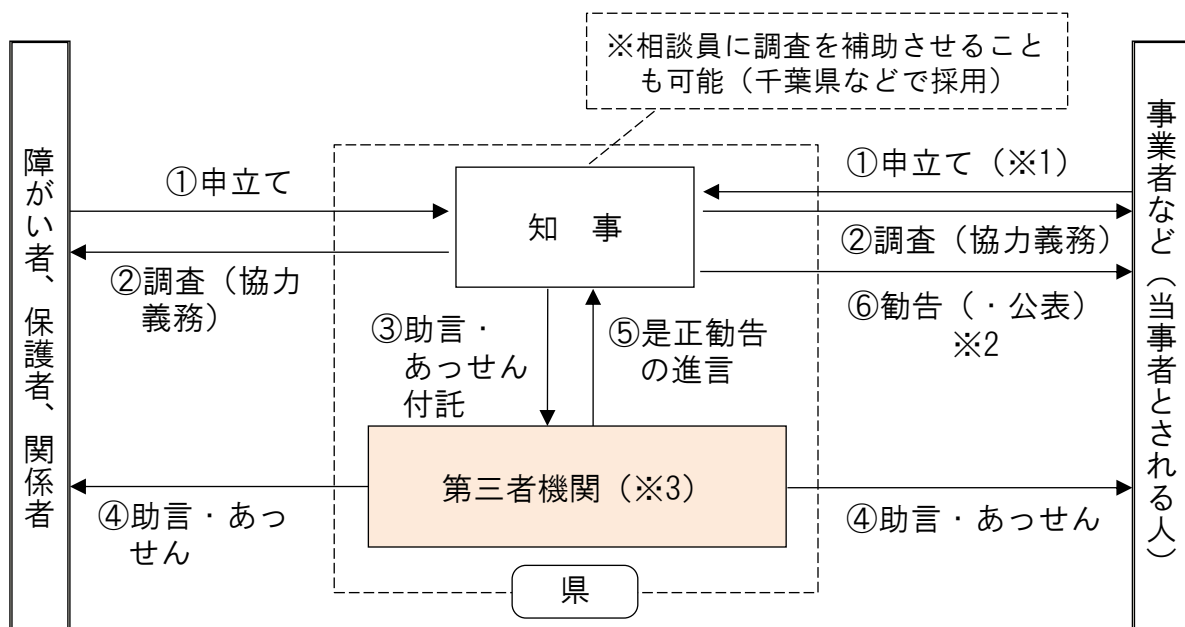 ※相談員に調査を補助させること
も可能（千葉県などで採用）
障がい者、保護者、関係者
①申立て
②調査（協力
義務）
知　事
①申立て（※1）
②調査（協力義務）
⑥勧告（・公表）
※2
事業者など（当事者とされる人）
③助言・
あっせん
付託
⑤是正勧告
の進言
第三者機関（※3）
④助言・あっ
せん
④助言・あっせん
県